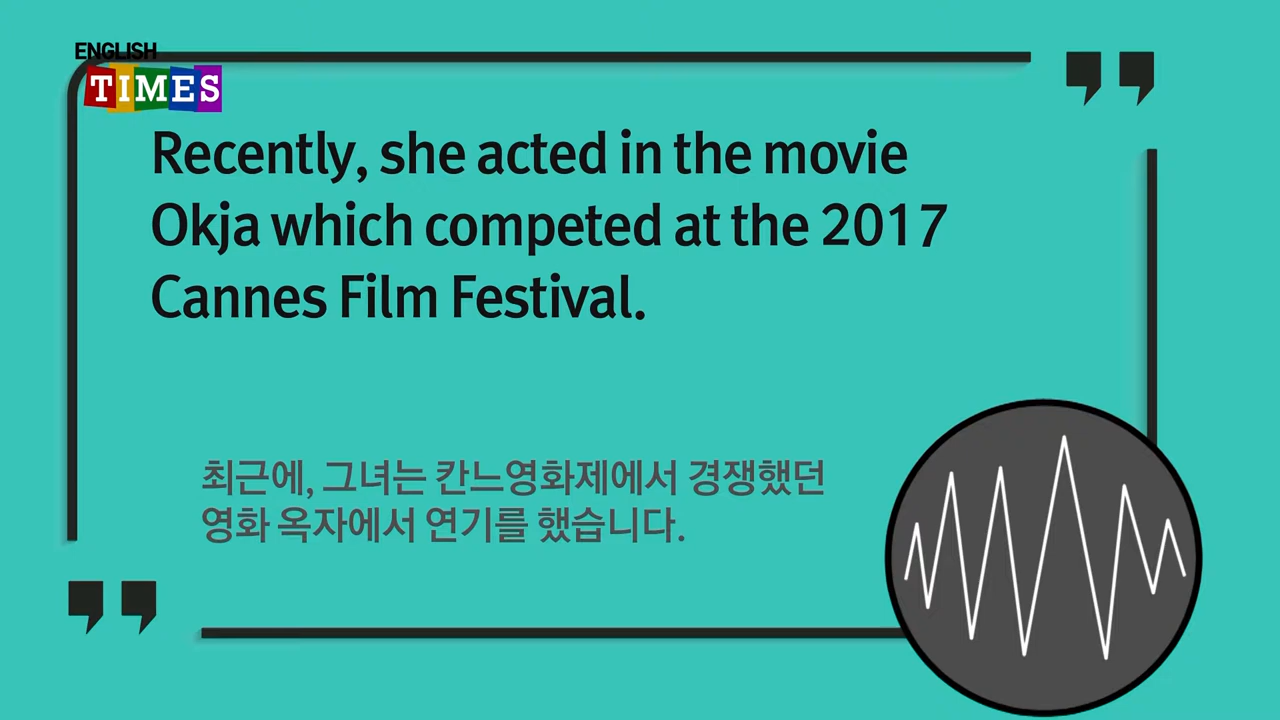 ENGLISH
TIMES
Recently, she acted in the movie
Okja which competed at the 2017
Cannes Film Festival.
최근에, 그녀는 칸느영화제에서 경쟁했던
영화 옥자에서 연기를 했습니다.